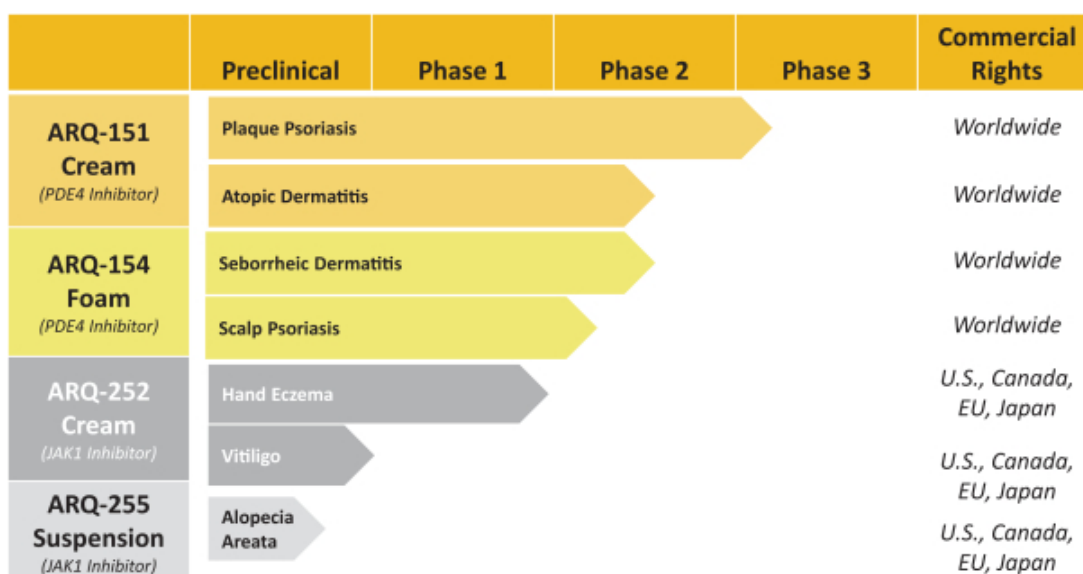 Preclinical Phase 1 Phase 2 Phase 3 Commercial
Rights
ARQ-151
Cream
(PDE4 Inhibitor)
Plaque Psoriasis
Worldwide
Atopic Dermatitis
Worldwide
ARQ-154
Foam
(PDE4 Inhibitor)
Seborrheic Dermatitis
Worldwide
Scalp Psoriasis
Worldwide
ARQ-252
Cream
(JAK1 Inhibitor)
Hand Eczema
U.S., Canada,
EU, Japan
Vitiligo
U.S., Canada,
EU, Japan
ARQ-255
Suspension
(JAK1 Inhibitor)
Alopecia
Areata
U.S., Canada,
EU, Japan